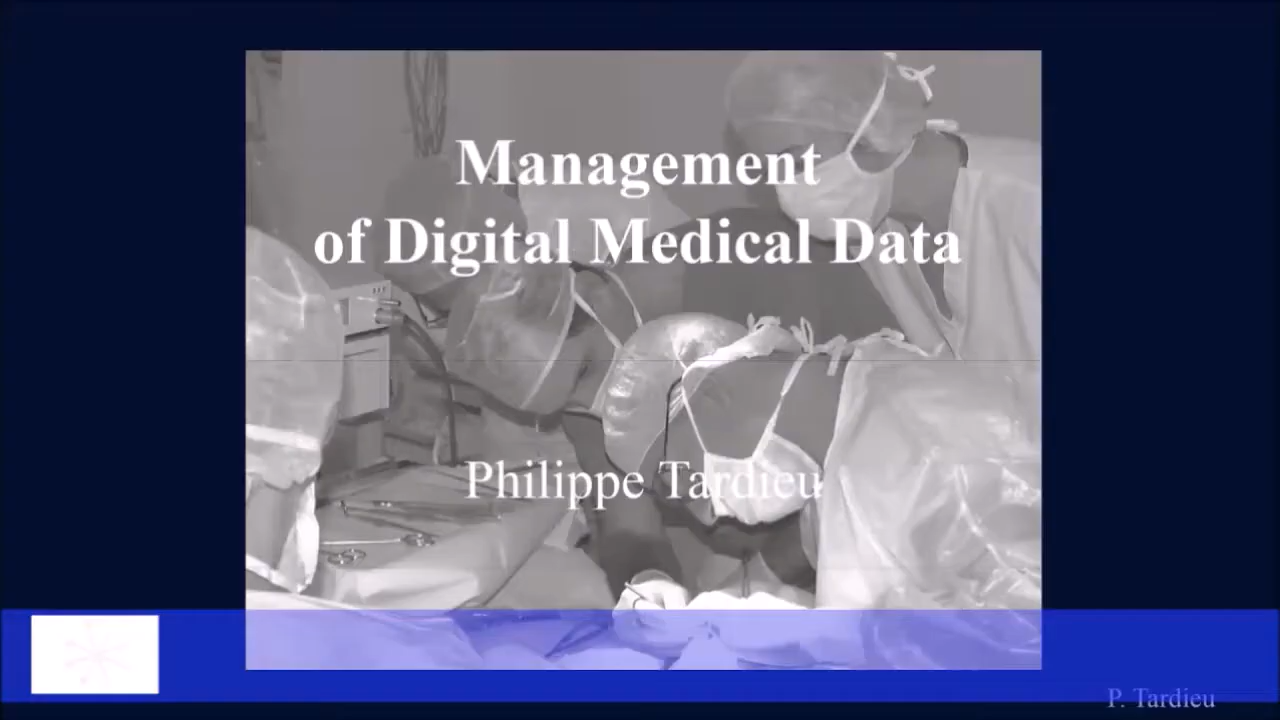 Management
of Digital Medical Data
Philippe Tardieu
P. Tardieu